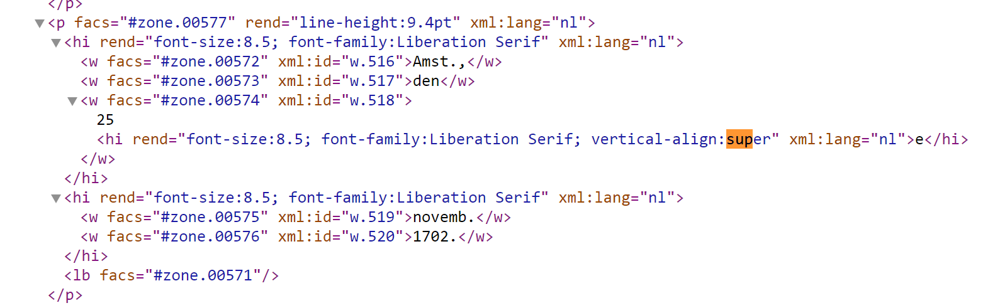 </p>
▼<p facs="#zone.00577" rend="line-height:9.4pt" xml:lang="nl">
▼<hi rend="font-size:8.5; font-family:Liberation Serif" xml:lang="nl">
<w facs="#zone.00572" xml:id="w.516">Amst.,</w>
<w facs="#zone.00573" xml:id="w.517">den</w>
▼<w facs="#zone.00574" xml:id="w.518">
25
<hi rend="font-size:8.5; font-family:Liberation Serif; vertical-align:super" xml:lang="nl">e</hi>
</w>
</hi>
▼<hi rend="font-size:8.5; font-family:Liberation Serif" xml:lang="nl">
<w facs="#zone.00575" xml:id="w.519">novemb.</w>
<w facs="#zone.00576" xml:id="w.520">1702.</w>
</hi>
<lb facs="#zone.00571"/>
</p>